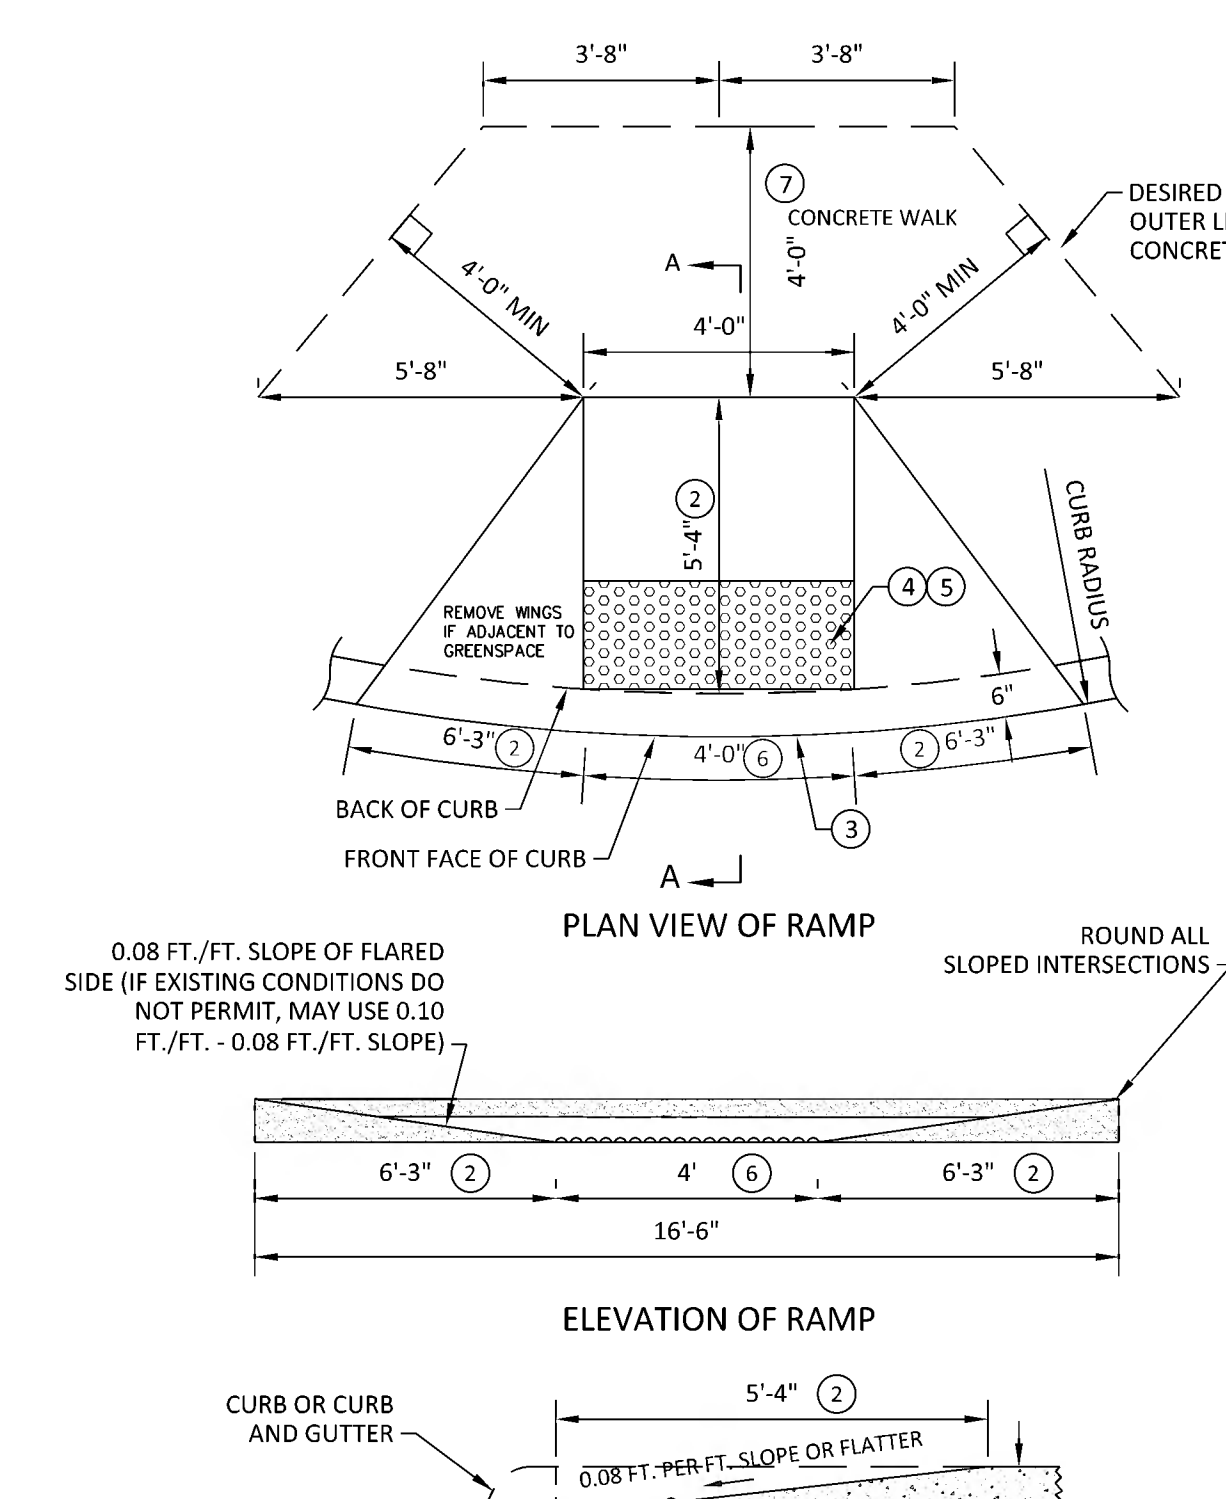 3'-8" 3'-8"
7
CONCRETE WALK
DESIRED
OUTER
CONCRET
A
4'-0"
4'-0" MIN
4'-0" MIN
4'-0"
5'-8"
5'-8"
2
5'-4"
CURB RADIUS
4 5
REMOVE WINGS
IF ADJACENT TO
GREENSPACE
6"
6'-3" 2
4'-0" 6
2 6'-3"
BACK OF CURB
3
FRONT FACE OF CURB
A
PLAN VIEW OF RAMP
0.08 FT./FT. SLOPE OF FLARED
SIDE (IF EXISTING CONDITIONS DO
NOT PERMIT, MAY USE 0.10
FT./FT. - 0.08 FT./FT. SLOPE)
ROUND ALL
SLOPED INTERSECTIONS
6'-3" 2 4' 6 6'-3" 2
16'-6"
ELEVATION OF RAMP
5'-4" 2
CURB OR CURB
AND GUTTER
0.08 FT. PER FT. SLOPE OR FLATTER